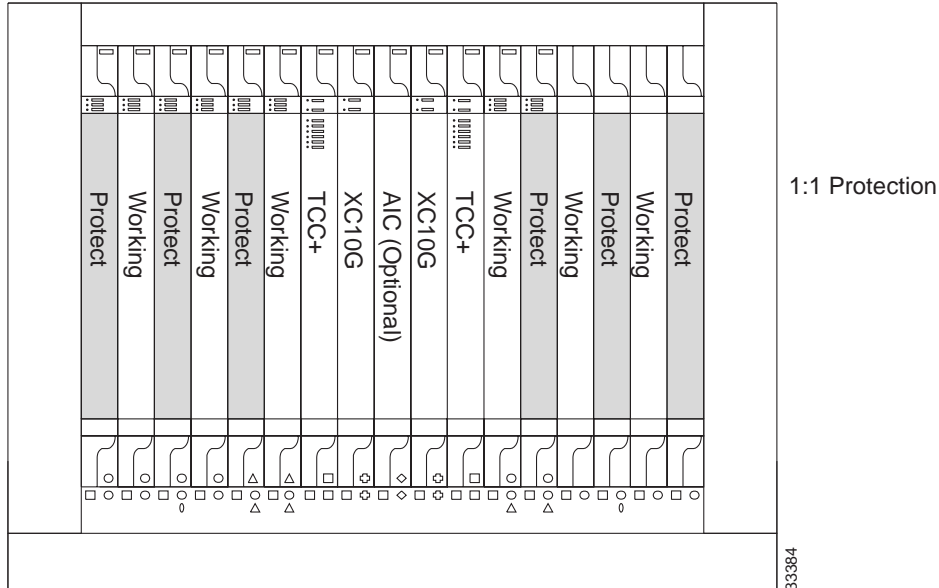 Protect
Working
Protect
Working
Protect
Working
TCC+
XC10G
AIC (Optional)
XC10G
TCC+
Working
Protect
Working
Protect
Working
Protect
1:1 Protection
33384